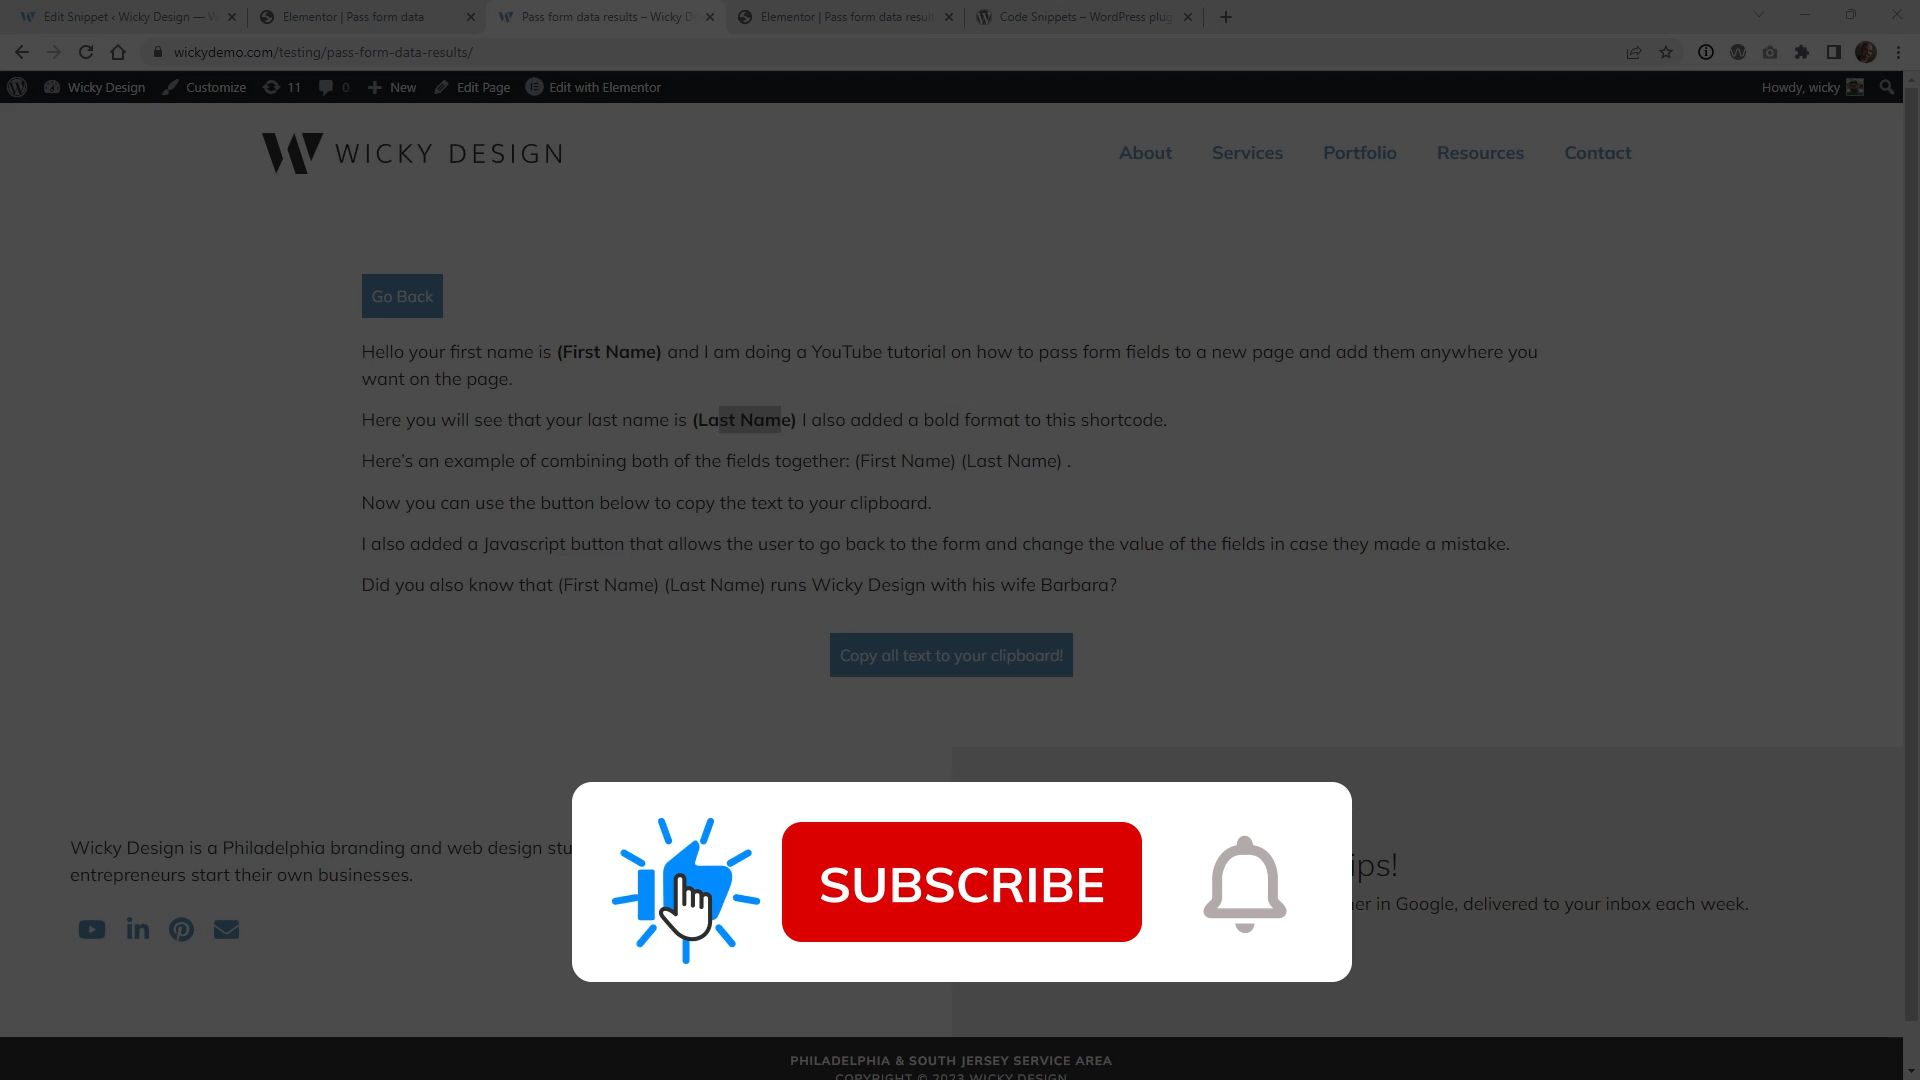 Edit Snippet ‹ Wicky Design —
Elementor | Pass form data
Pass form data results – Wicky
Elementor | Pass form data
Code Snippets – WordPress
wickydemo.com/testing/pass-form-data-results/
Wicky Design
Customize
11
0
New
Edit Page
Edit with Elementor
Howdy, wicky
WICKY DESIGN
About
Services
Portfolio
Resources
Contact
Go Back
Hello your first name is (First Name) and I am doing a YouTube tutorial on how to pass form fields to a new page and add them anywhere you
want on the page.
Here you will see that your last name is (Last Name) I also added a bold format to this shortcode.
Here's an example of combining both of the fields together: (First Name) (Last Name) .
Now you can use the button below to copy the text to your clipboard.
I also added a Javascript button that allows the user to go back to the form and change the value of the fields in case they made a mistake.
Did you also know that (First Name) (Last Name) runs Wicky Design with his wife Barbara?
Copy all text to your clipboard!
Wicky Design is a Philadelphia branding and web design
entrepreneurs start their own businesses.
ips!
in Google, delivered to your inbox each week.
SUBSCRIBE
PHILADELPHIA & SOUTH JERSEY SERVICE AREA
COPYRIGHT © 2023 WICKY DESIGN